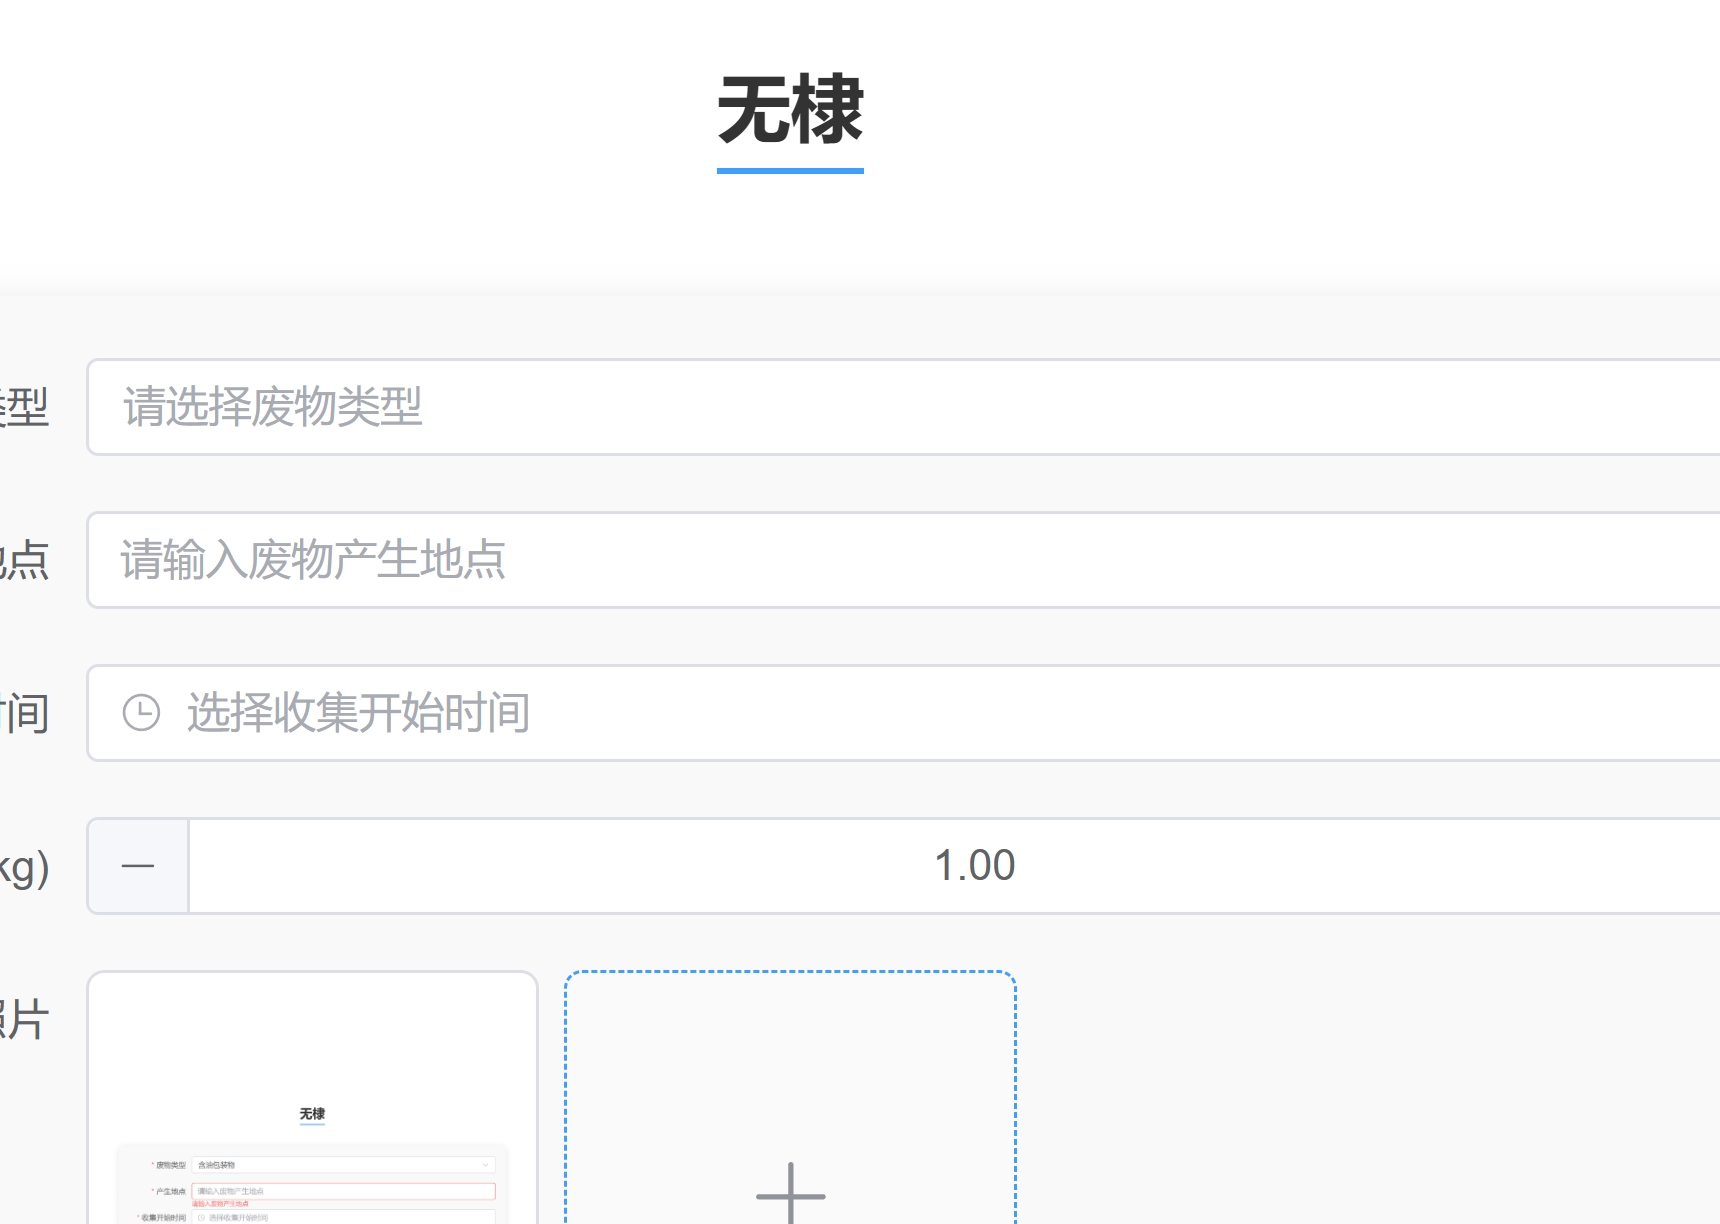 无棣
类型
请选择废物类型
地点
请输入废物产生地点
时间
选择收集开始时间
kg)
1.00
照片
无棣
* 废物类型
含油包装物
* 产生地点
请输入废物产生地点
请输入废物产生地点
* 收集开始时间
选择收集开始时间